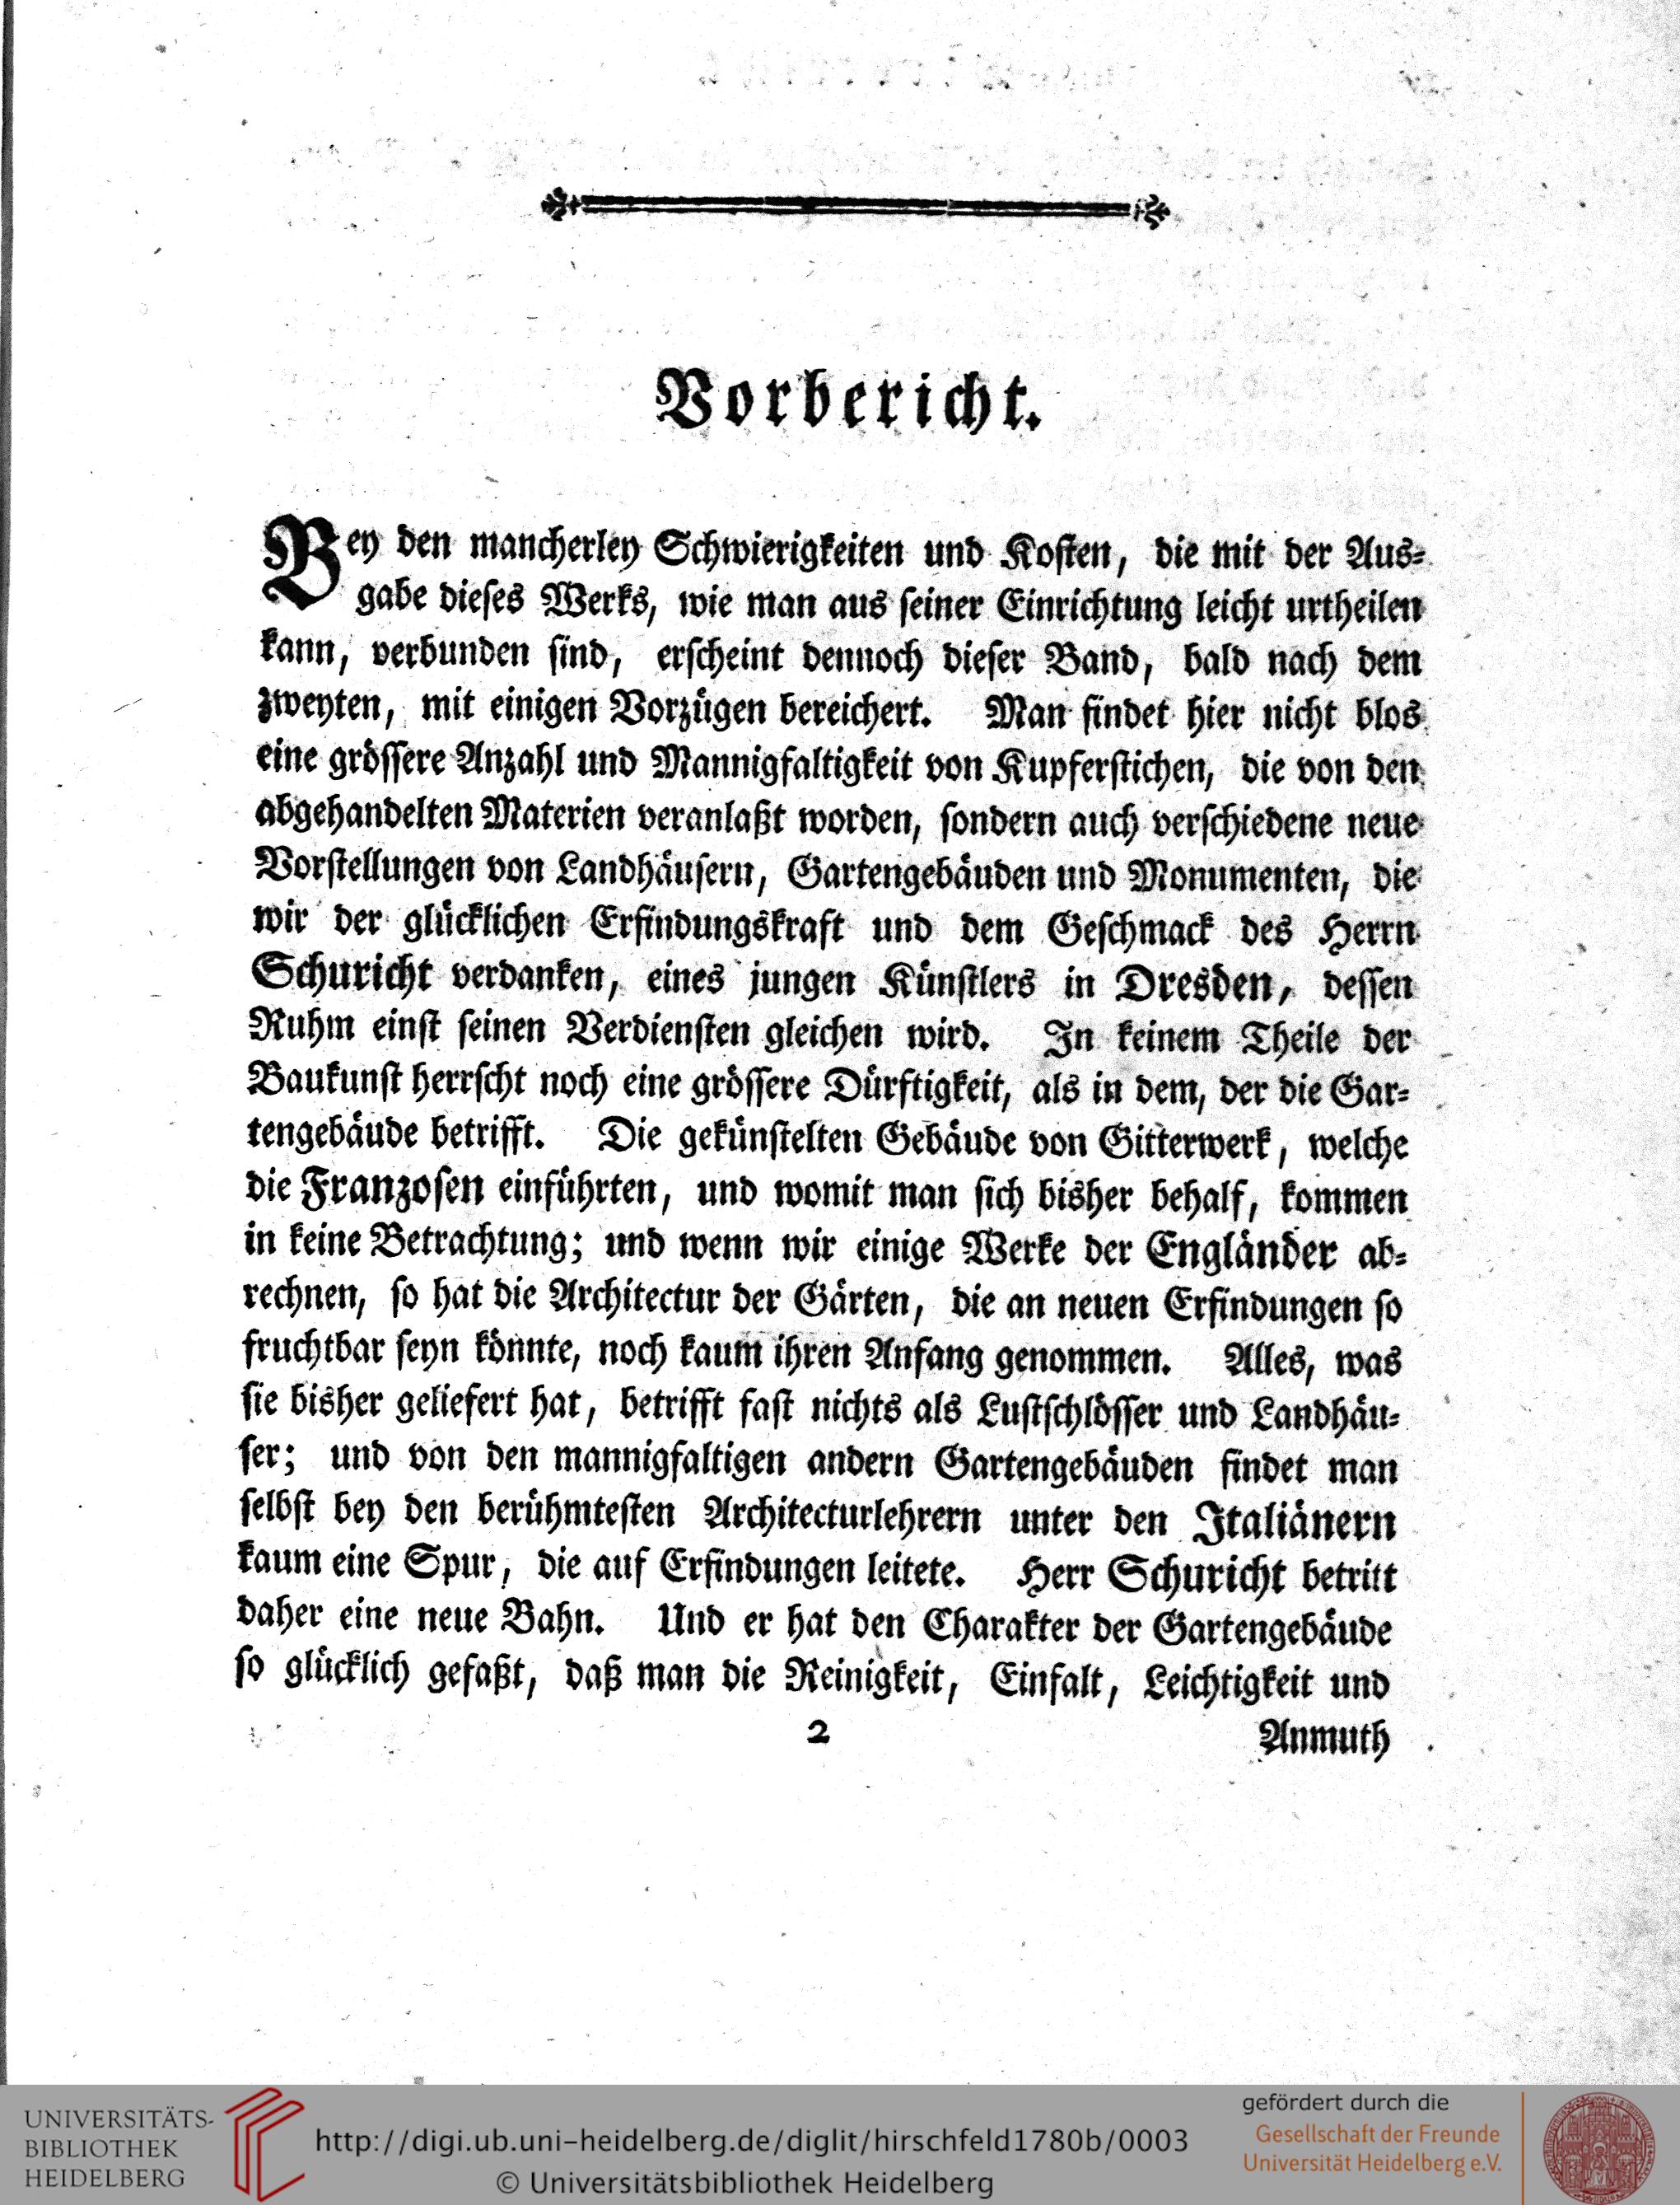 Vorbericht.
Bey den mancherley Schwierigkeiten und Kosten, die mit der Aus-
gabe dieses Werks, wie man aus seiner Einrichtung leicht urtheilen
kann, verbunden sind, erscheint dennoch dieser Band, bald nach dem
zweyten, mit einigen Vorzügen bereichert. Man findet hier nicht blos
eine grössere Anzahl und Mannigfaltigkeit von Kupferstichen, die von den
abgehandelten Materien veranlaßt worden, sondern auch verschiedene neue
Vorstellungen von Landhäusern, Gartengebäuden und Monumenten, die
wir der glücklichen Erfindungskraft und dem Geschmack des Herrn
Schuricht verdanken, eines jungen Künstlers in Dresden, dessen
Ruhm einst seinen Verdiensten gleichen wird. In keinem Theile der
Baukunst herrscht noch eine grössere Dürftigkeit, als in dem, der die Gar-
tengebäude betrifft. Die gekünstelten Gebäude von Gitterwerk, welche
die Franzosen einführten, und womit man sich bisher behalf, kommen
in keine Betrachtung; und wenn wir einige Werke der Engländer ab-
rechnen, so hat die Architectur der Gärten, die an neuen Erfindungen so
fruchtbar seyn könnte, noch kaum ihren Anfang genommen. Alles, was
sie bisher geliefert hat, betrifft fast nichts als Lustschlösser und Landhäu-
ser; und von den mannigfaltigen andern Gartengebäuden findet man
selbst bey den berühmtesten Architecturlehrern unter den Italiänern
kaum eine Spur, die auf Erfindungen leitete. Herr Schuricht betritt
daher eine neue Bahn. Und er hat den Charakter der Gartengebäude
so glücklich gefaßt, daß man die Reinigkeit, Einfalt, Leichtigkeit und
2 Anmuth
UNIVERSITÄTS-
BIBLIOTHEK
HEIDELBERG
http://digi.ub.uni-heidelberg.de/diglit/hirschfeld1780b/0003
© Universitätsbibliothek Heidelberg
gefördert durch die
Gesellschaft der Freunde
Universität Heidelberg e.V.